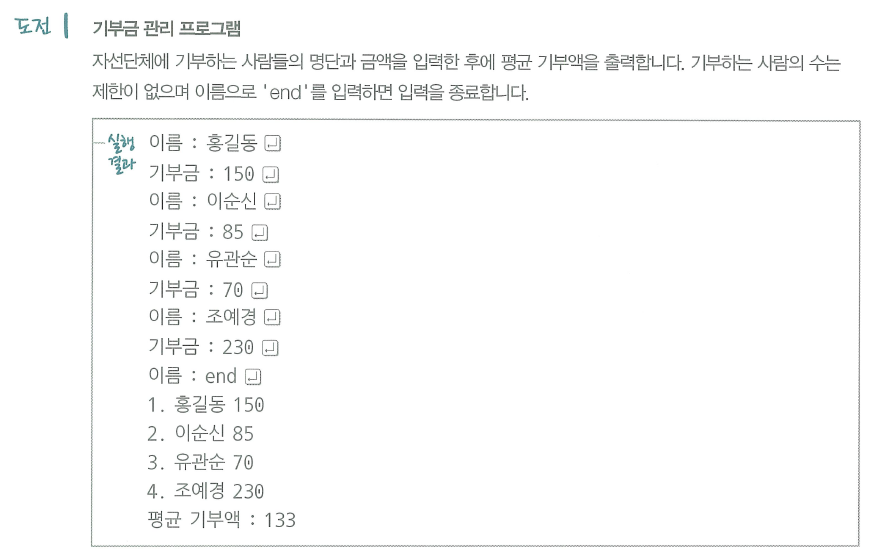 도전 1 기부금 관리 프로그램
자선단체에 기부하는 사람들의 명단과 금액을 입력한 후에 평균 기부액을 출력합니다. 기부하는 사람의 수는
제한이 없으며 이름으로 'end'를 입력하면 입력을 종료합니다.
실행
결과
이름 : 홍길동 ↵
기부금 : 150 ↵
이름 : 이순신 ↵
기부금 : 85 ↵
이름 : 유관순 ↵
기부금 : 70 ↵
이름 : 조예경 ↵
기부금 : 230 ↵
이름 : end ↵
1. 홍길동 150
2. 이순신 85
3. 유관순 70
4. 조예경 230
평균 기부액 : 133